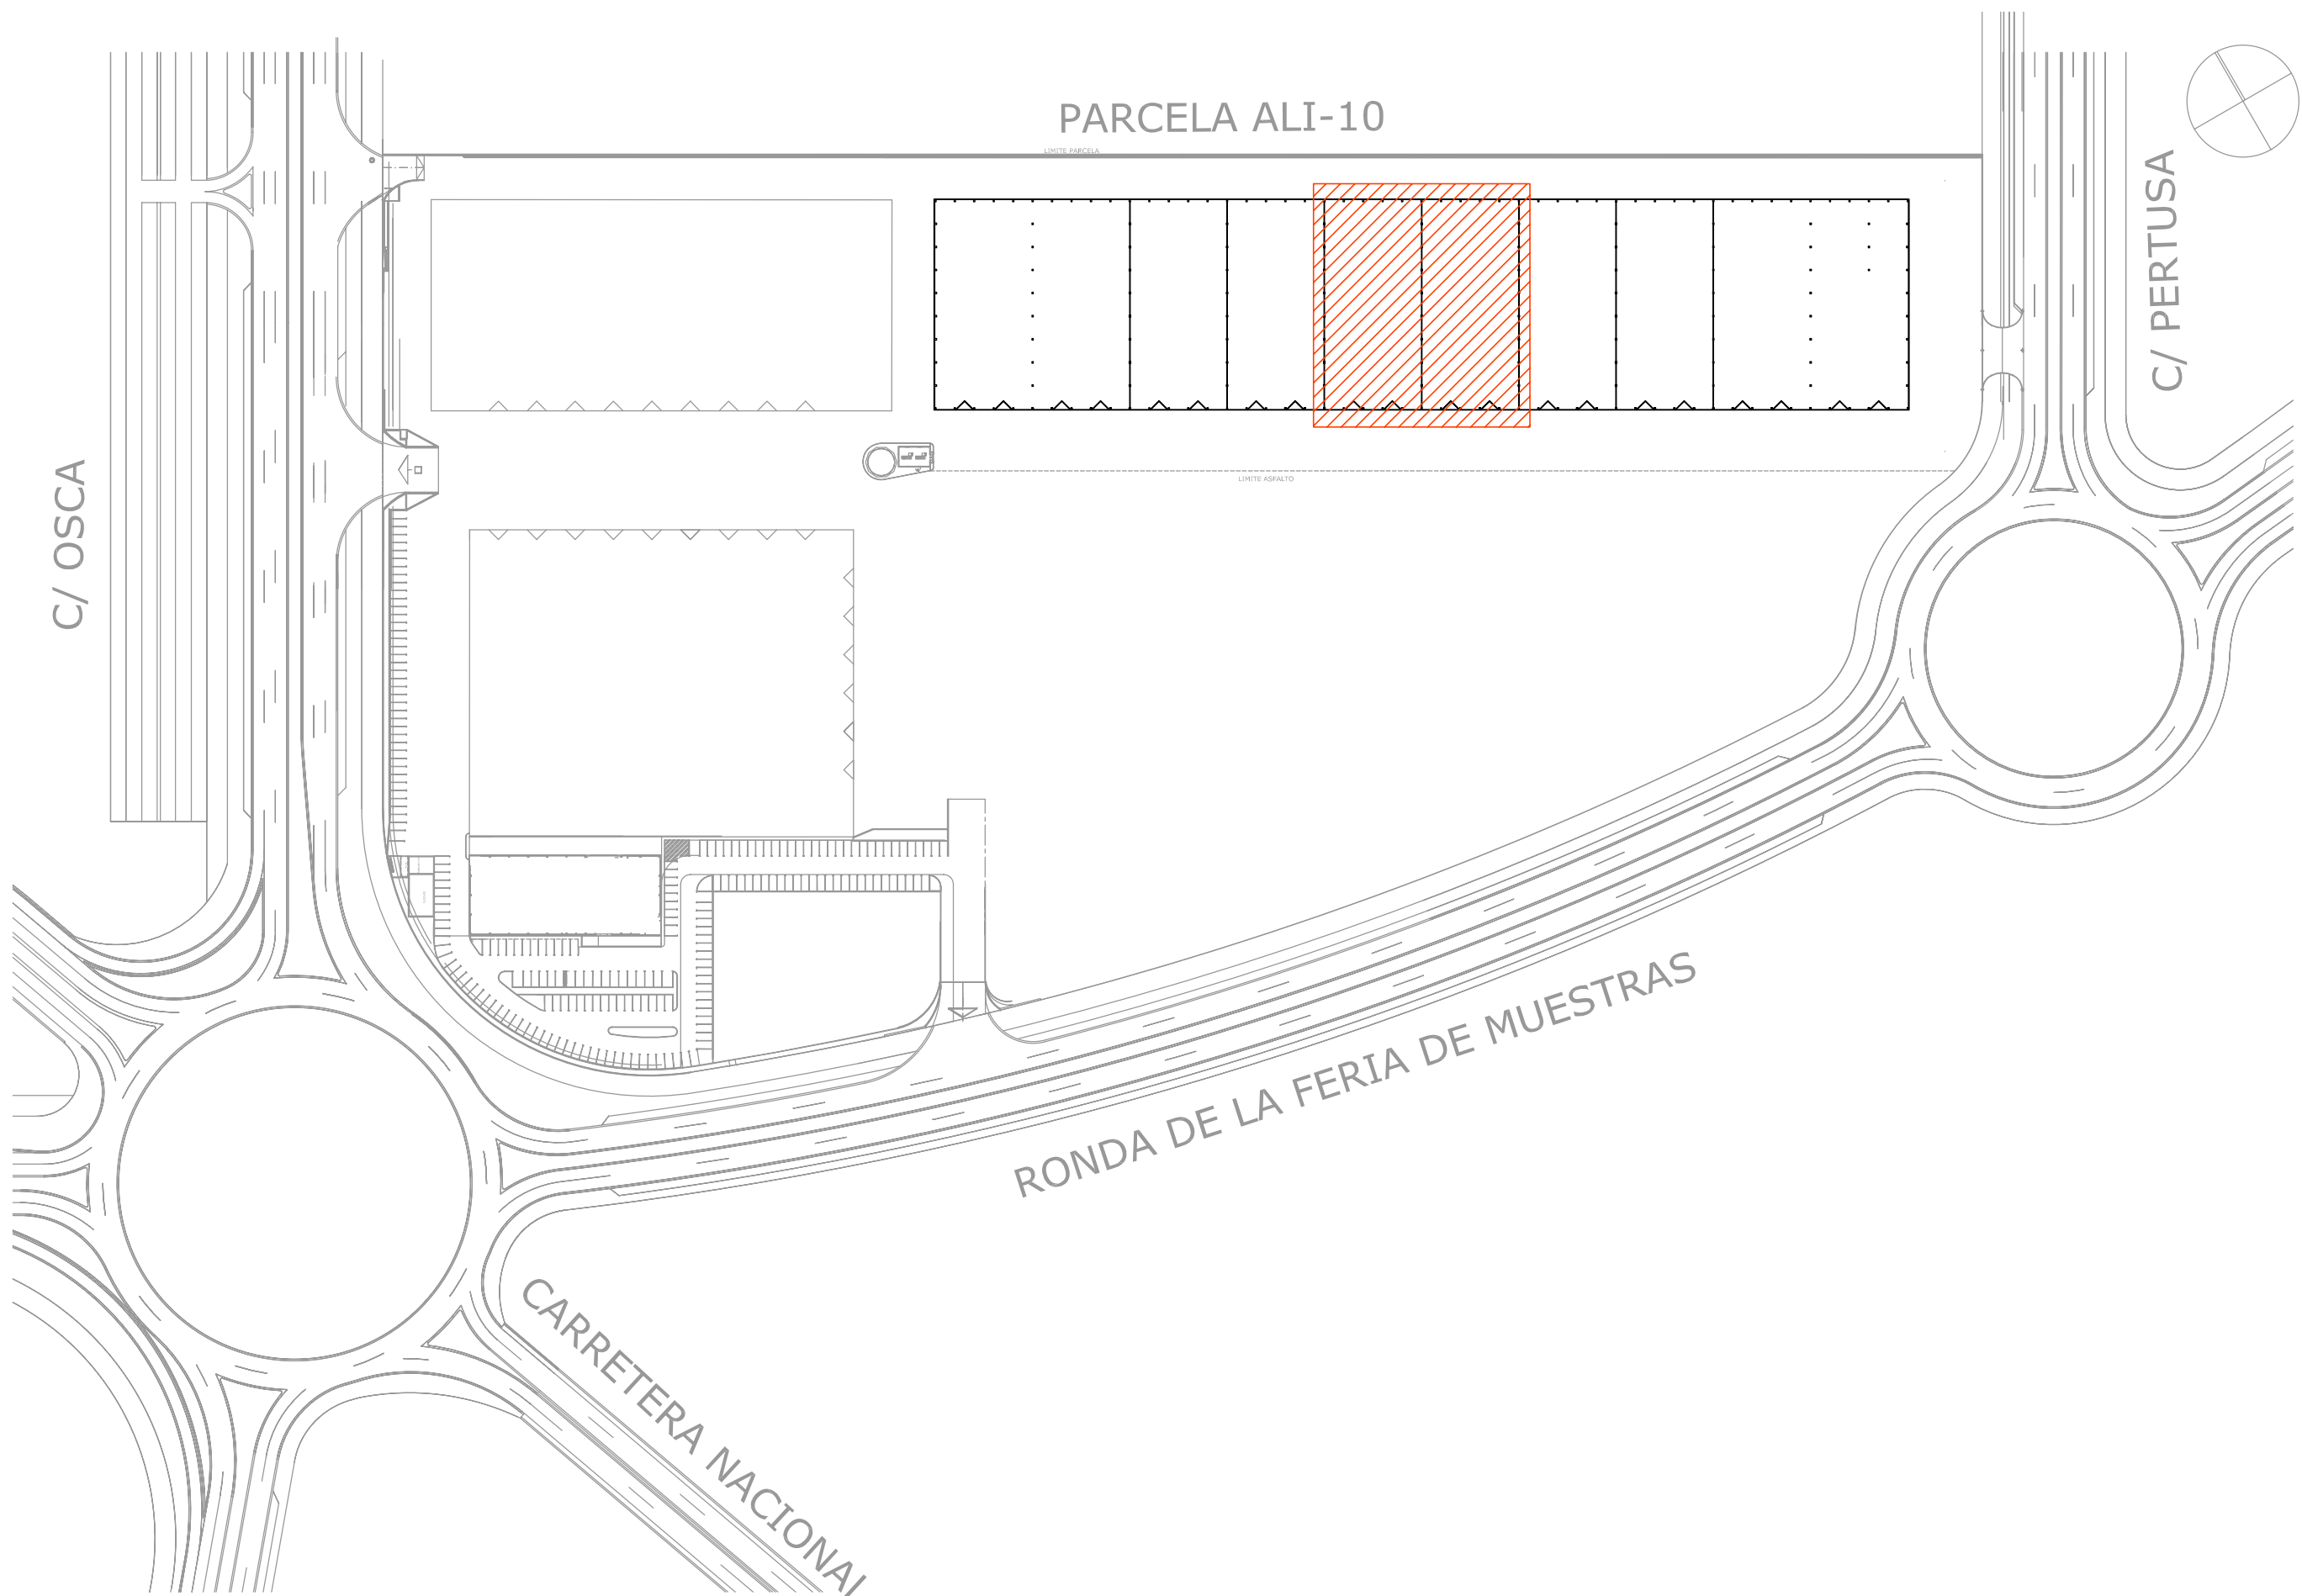 PARCELA ALI-10
LIMITE PARCELA
C/ PERTUSA
C/ OSCA
LIMITE ASFALTO
RONDA DE LA FERIA DE MUESTRAS
CARRETERA NACIONAL